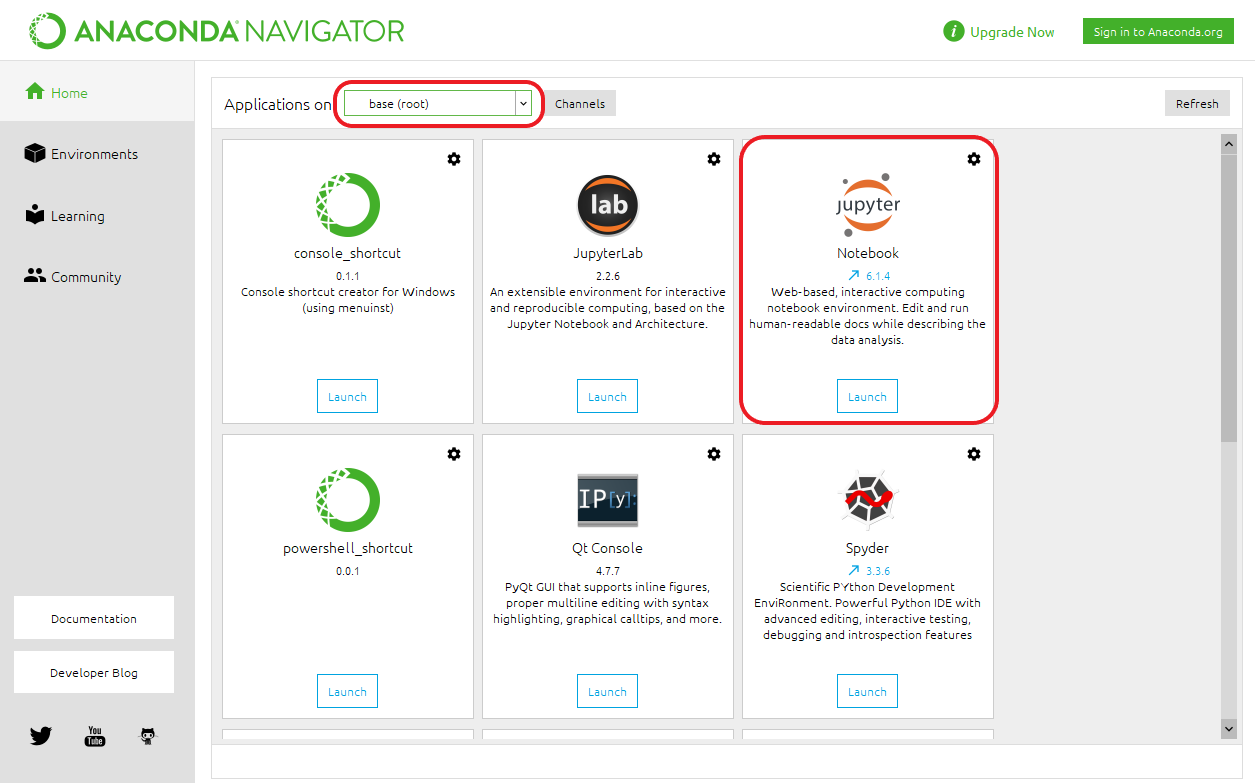 ANACONDA NAVIGATOR
Upgrade Now
Sign in to Anaconda.org
Home
Environments
Learning
Community
Documentation
Developer Blog
You
Tube
Applications on
base (root)
Channels
Refresh
console_shortcut
0.1.1
Console shortcut creator for Windows
(using menuinst)
Launch
lab
JupyterLab
2.2.6
An extensible environment for interactive
and reproducible computing, based on the
Jupyter Notebook and Architecture.
Launch
jupyter
Notebook
6.1.4
Web-based, interactive computing
notebook environment. Edit and run
human-readable docs while describing the
data analysis.
Launch
powershell_shortcut
0.0.1
Launch
IP[y]:
Qt Console
4.7.7
PyQt GUI that supports inline figures,
proper multiline editing with syntax
highlighting, graphical calltips, and more.
Launch
Spyder
3.3.6
Scientific PYthon Development
EnviRonment. Powerful Python IDE with
advanced editing, interactive testing,
debugging and introspection features
Launch